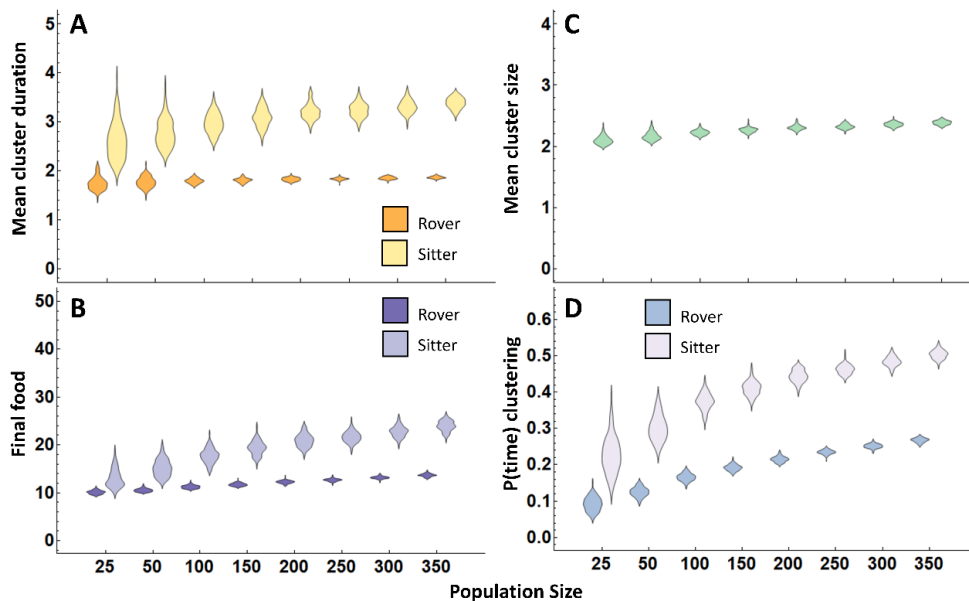 A
Mean cluster duration
5
4
3
2
1
0
Rover
Sitter
C
Mean cluster size
4
3
2
1
0
B
Final food
50
40
30
20
10
0
Rover
Sitter
25 50 100 150 200 250 300 350
D
P(time) clustering
0.6
0.5
0.4
0.3
0.2
0.1
0.0
Rover
Sitter
25 50 100 150 200 250 300 350
Population Size